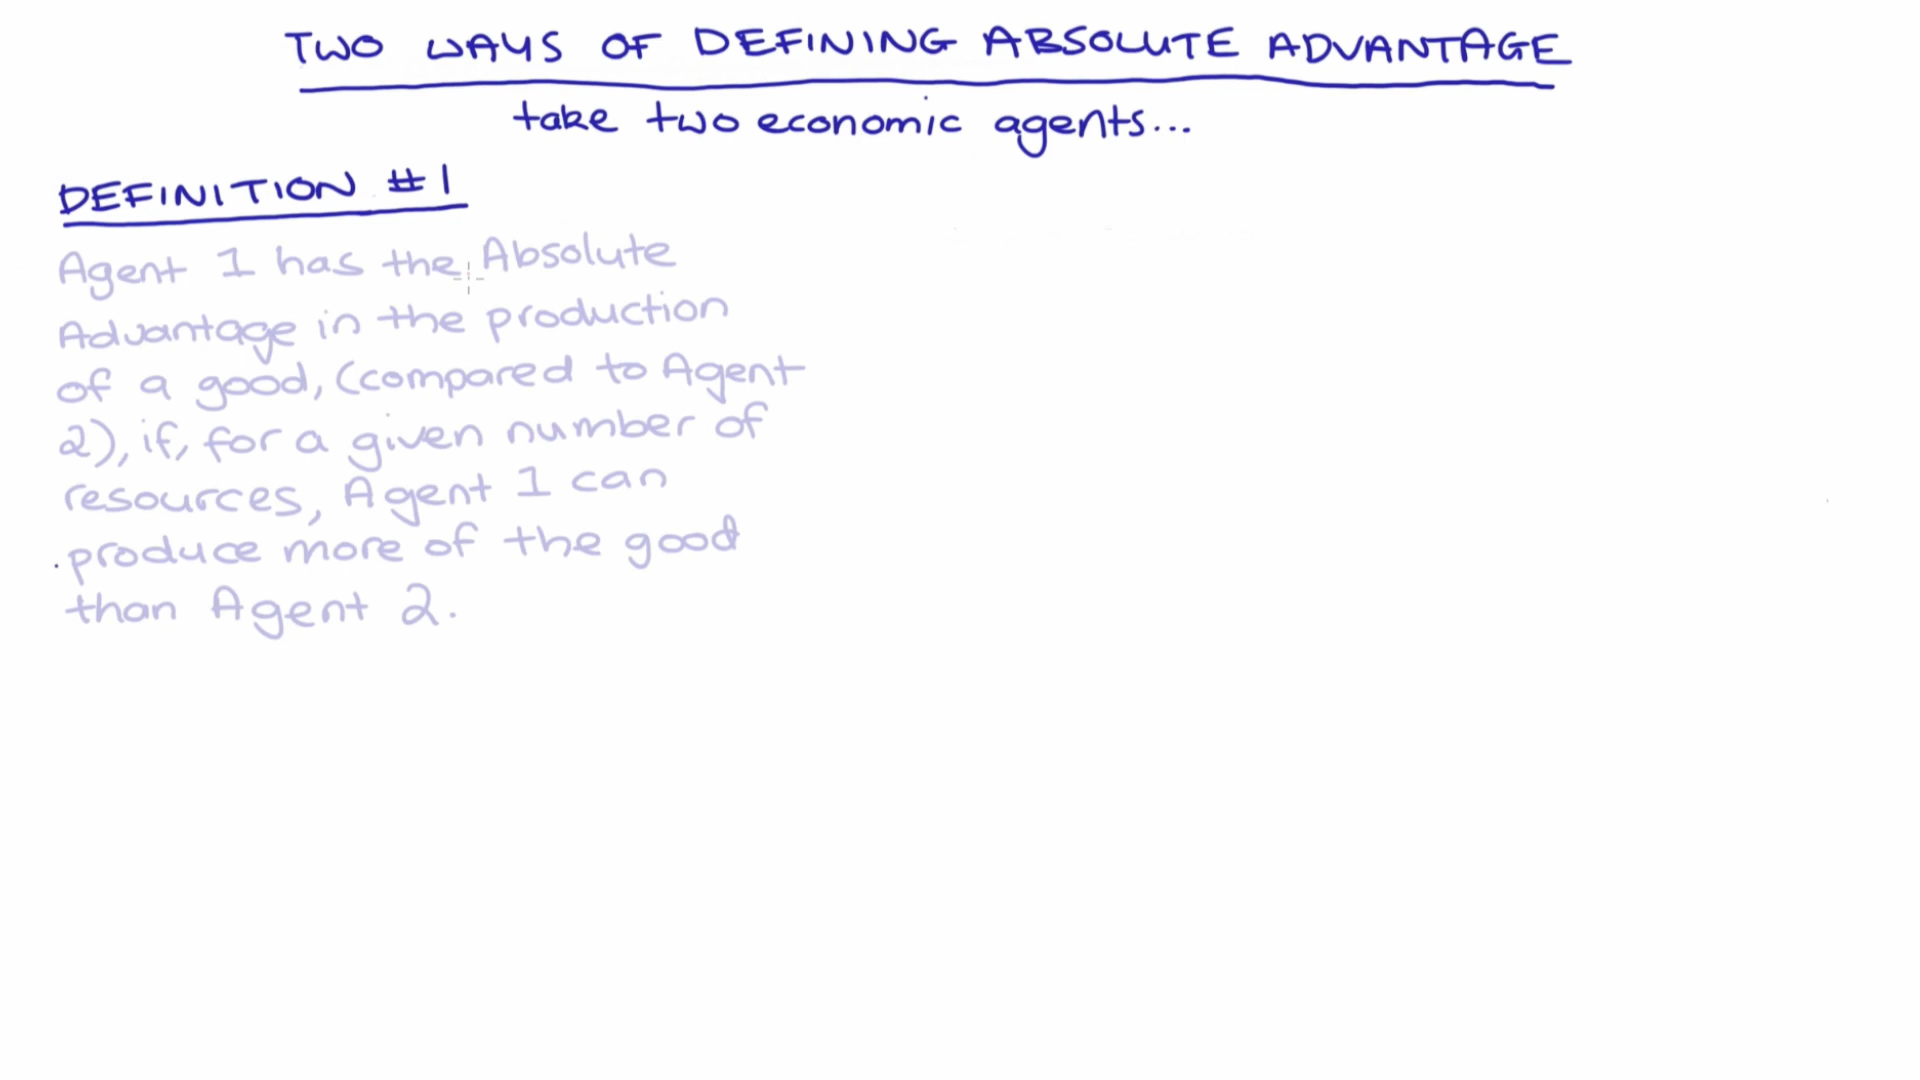 TWO WAYS OF DEFINING ABSOLUTE ADVANTAGE
take two economic agents...
DEFINITION #1
Agent 1 has the Absolute
Advantage in the production
of a good, (compared to Agent
2), if, for a given number of
resources, Agent 1 can
produce more of the good
than Agent 2.